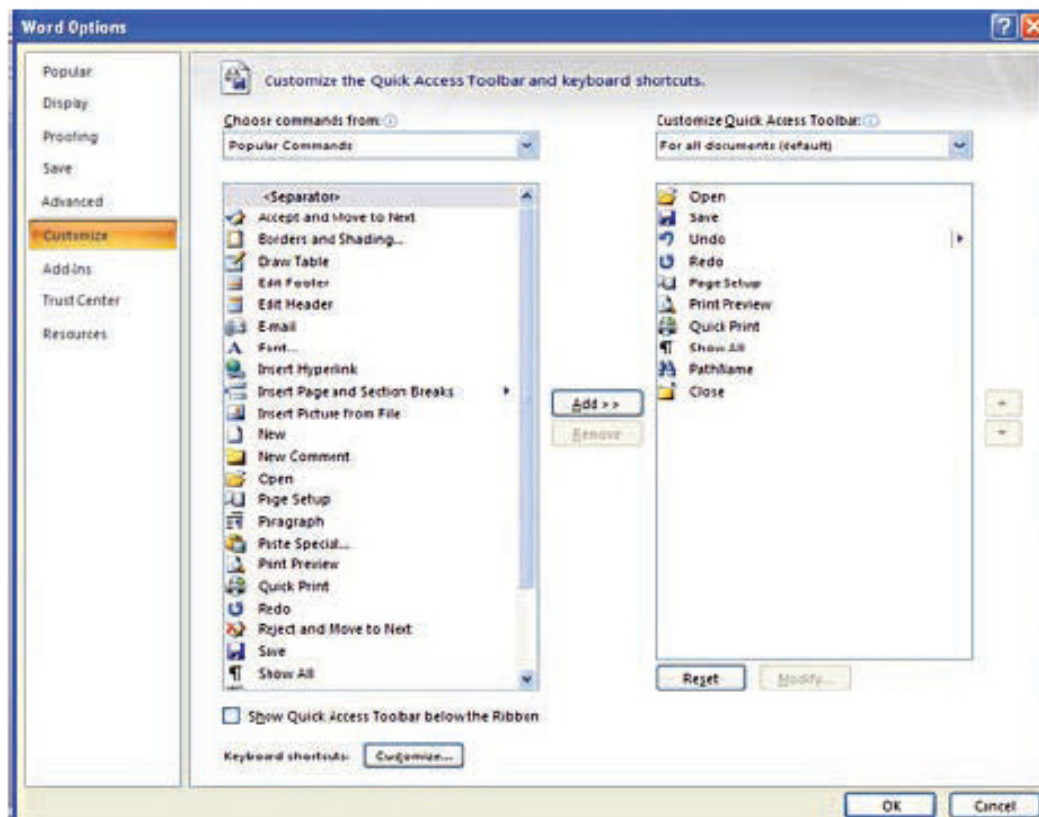 Word Options
Popular
Display
Proofing
Save
Advanced
Customize
Add-Ins
Trust Center
Resources
Customize the Quick Access Toolbar and keyboard shortcuts.
Choose commands from:
Popular Commands
<Separator>
Accept and Move to Next
Borders and Shading...
Draw Table
Edit Footer
Edit Header
E-mail
Font...
Insert Hyperlink
Insert Page and Section Breaks
Insert Picture from File
New
New Comment
Open
Page Setup
Paragraph
Paste Special...
Print Preview
Quick Print
Redo
Reject and Move to Next
Save
Show All
Show Quick Access Toolbar below the Ribbon
Keyboard shortcuts: Customize...
Add >>
Remove
Customize Quick Access Toolbar:
For all documents (default)
Open
Save
Undo
Redo
Page Setup
Print Preview
Quick Print
Show All
PathName
Close
Reset Modify...
OK Cancel